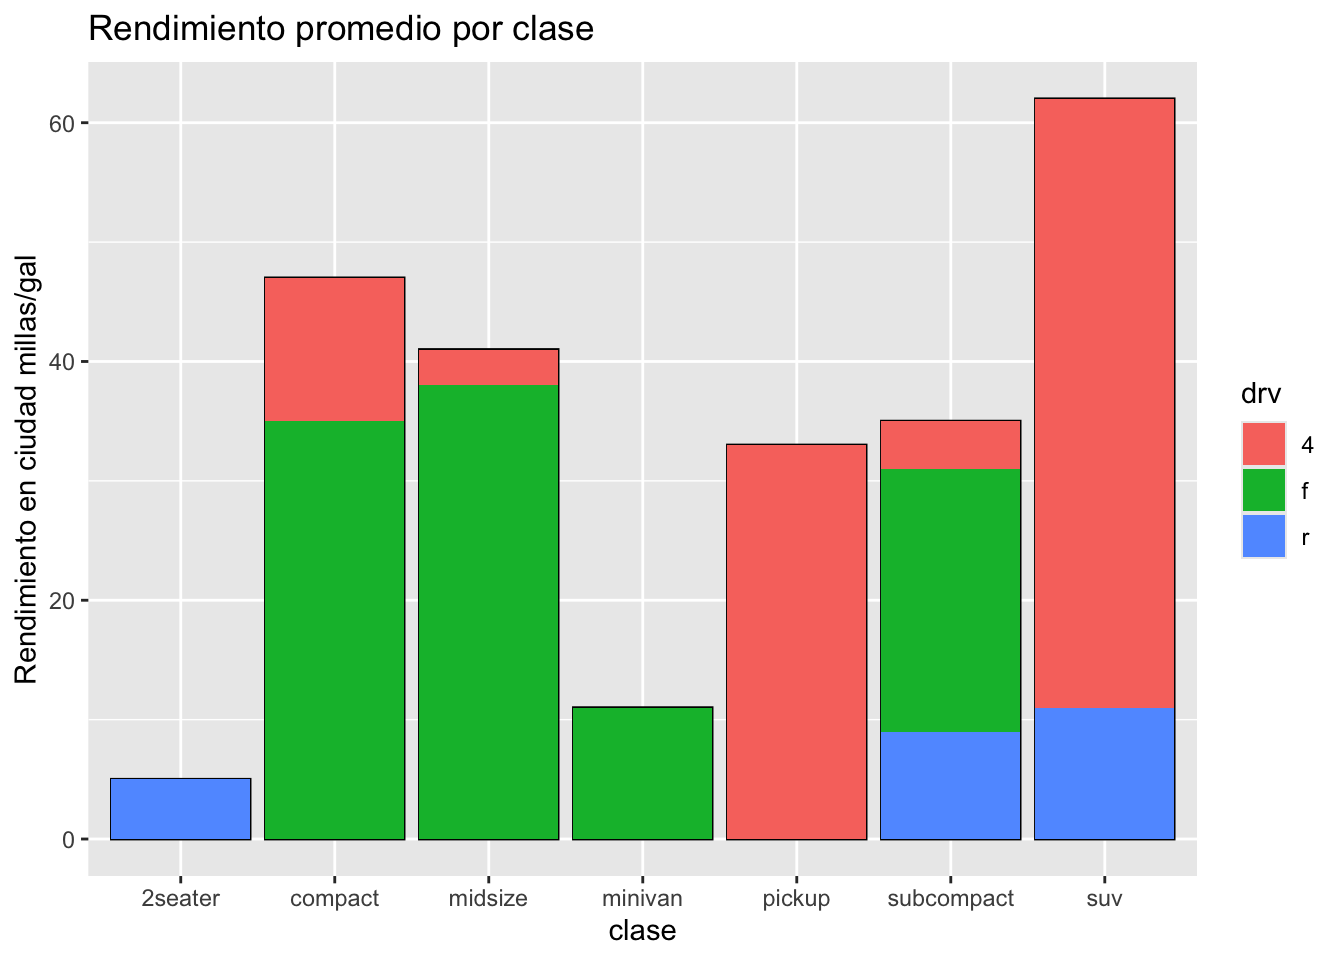 Rendimiento promedio por clase
Rendimiento en ciudad millas/gal
60
40
20
0
2seater compact midsize minivan pickup subcompact suv
clase
drv
4
f
r